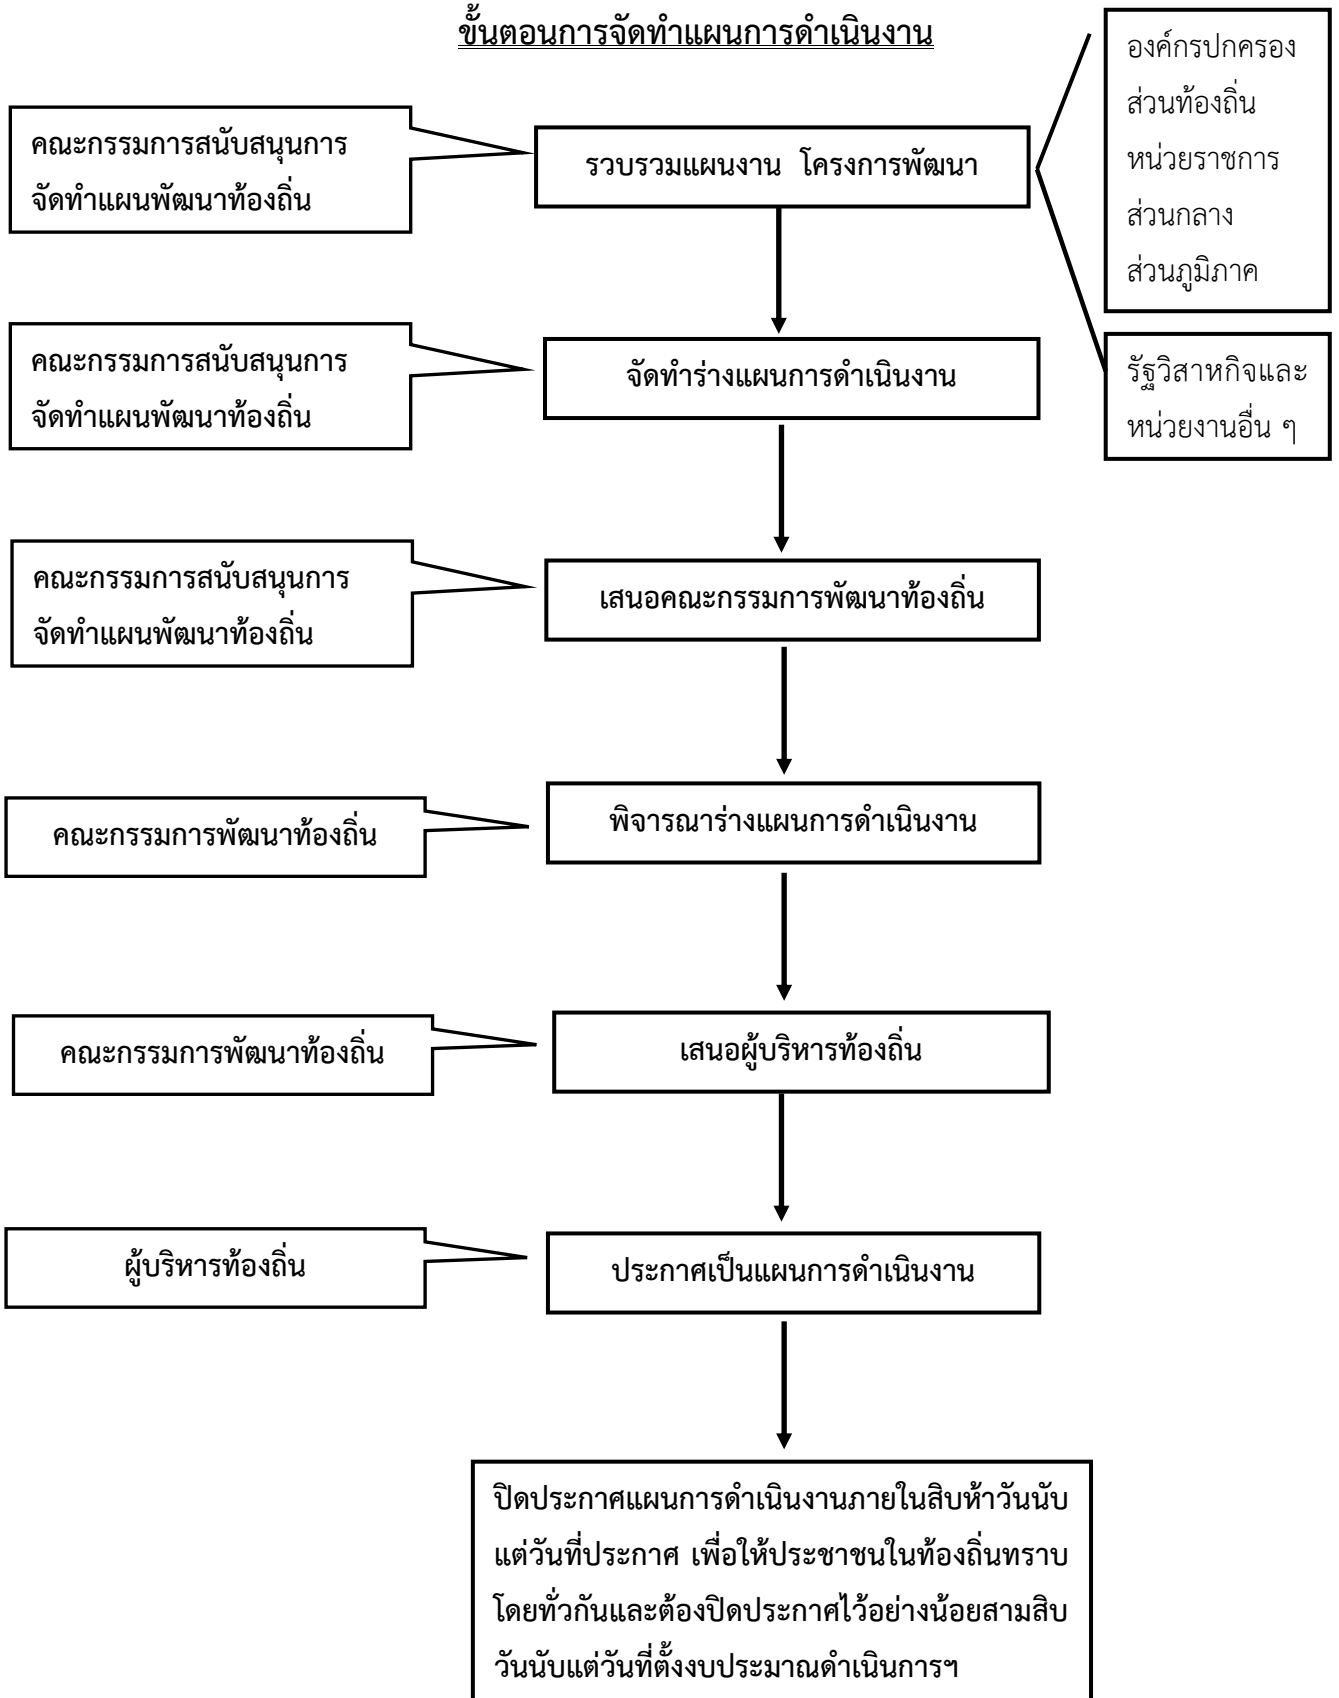 ขั้นตอนการจัดทำแผนการดำเนินงาน
องค์กรปกครอง
ส่วนท้องถิ่น
หน่วยราชการ
ส่วนกลาง
ส่วนภูมิภาค
คณะกรรมการสนับสนุนการ
จัดทำแผนพัฒนาท้องถิ่น
รวบรวมแผนงาน โครงการพัฒนา
คณะกรรมการสนับสนุนการ
จัดทำแผนพัฒนาท้องถิ่น
จัดทำร่างแผนการดำเนินงาน
รัฐวิสาหกิจและ
หน่วยงานอื่น ๆ
คณะกรรมการสนับสนุนการ
จัดทำแผนพัฒนาท้องถิ่น
เสนอคณะกรรมการพัฒนาท้องถิ่น
คณะกรรมการพัฒนาท้องถิ่น
พิจารณาร่างแผนการดำเนินงาน
คณะกรรมการพัฒนาท้องถิ่น
เสนอผู้บริหารท้องถิ่น
ผู้บริหารท้องถิ่น
ประกาศเป็นแผนการดำเนินงาน
ปิดประกาศแผนการดำเนินงานภายในสิบห้าวันนับ
แต่วันที่ประกาศ เพื่อให้ประชาชนในท้องถิ่นทราบ
โดยทั่วกันและต้องปิดประกาศไว้อย่างน้อยสามสิบ
วันนับแต่วันที่ตั้งงบประมาณดำเนินการฯ